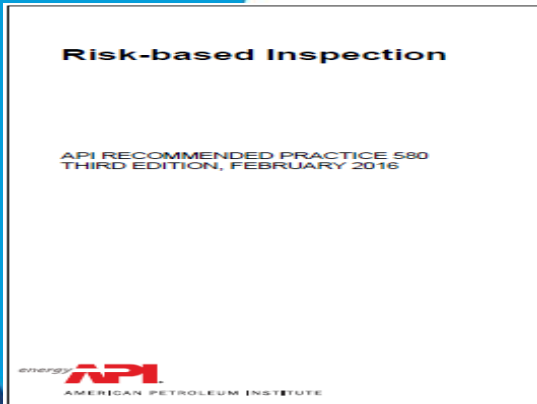 Risk-based Inspection
API RECOMMENDED PRACTICE 580
THIRD EDITION, FEBRUARY 2016
energy API.
AMERICAN PETROLEUM INSTITUTE